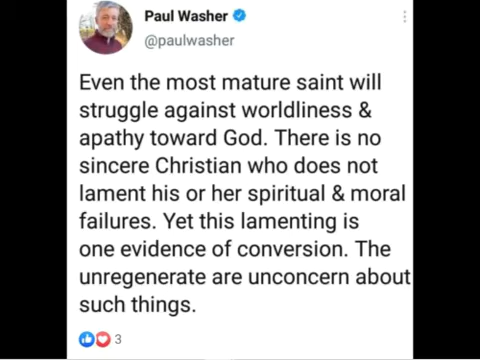 Paul Washer
@paulwasher
Even the most mature saint will
struggle against worldliness &
apathy toward God. There is no
sincere Christian who does not
lament his or her spiritual & moral
failures. Yet this lamenting is
one evidence of conversion. The
unregenerate are unconcern about
such things.
3